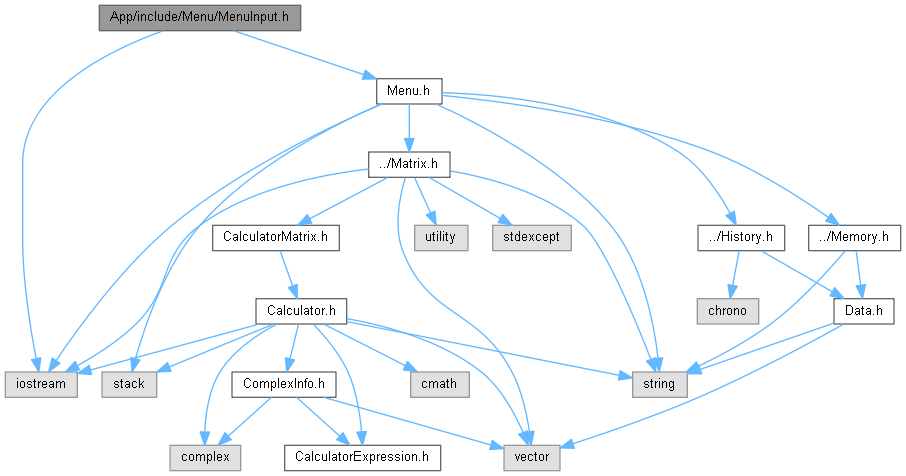 App/include/Menu/MenuInput.h
Menu.h
../Matrix.h
CalculatorMatrix.h
utility
stdexcept
../History.h
../Memory.h
Calculator.h
chrono
Data.h
iostream
stack
ComplexInfo.h
cmath
string
complex
CalculatorExpression.h
vector